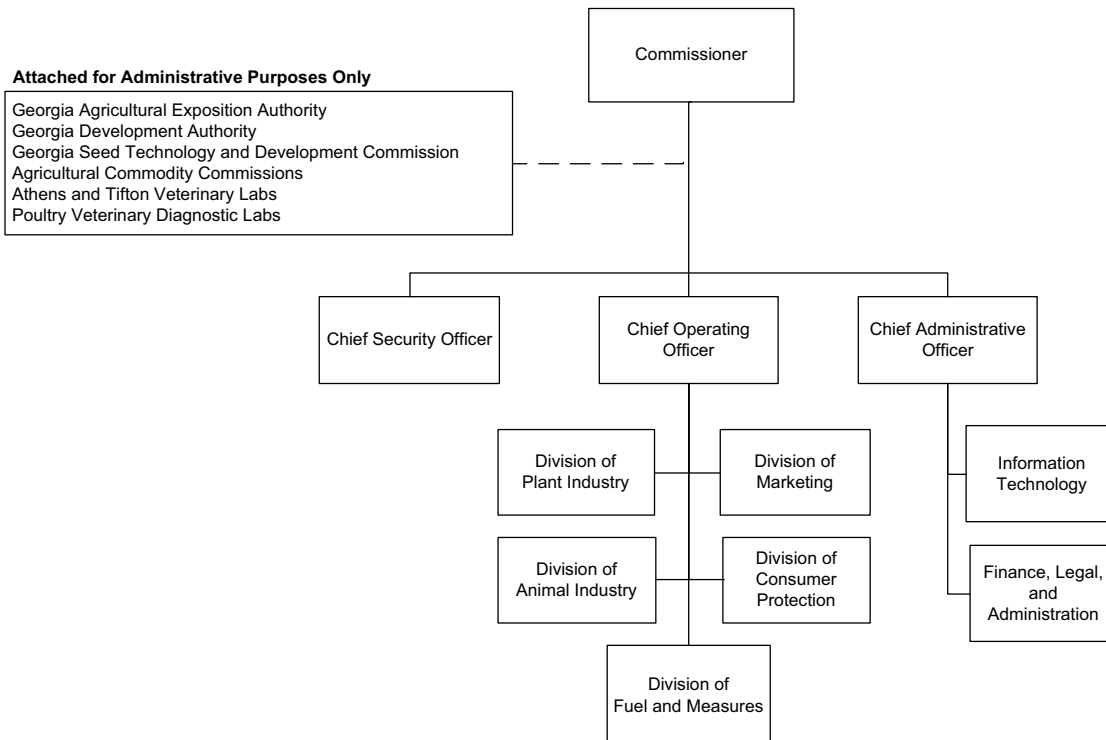 Commissioner
Attached for Administrative Purposes Only
Georgia Agricultural Exposition Authority
Georgia Development Authority
Georgia Seed Technology and Development Commission
Agricultural Commodity Commissions
Athens and Tifton Veterinary Labs
Poultry Veterinary Diagnostic Labs
Chief Security Officer
Chief Operating
Officer
Chief Administrative
Officer
Division of
Plant Industry
Division of
Marketing
Information
Technology
Division of
Animal Industry
Division of
Consumer
Protection
Finance, Legal,
and
Administration
Division of
Fuel and Measures